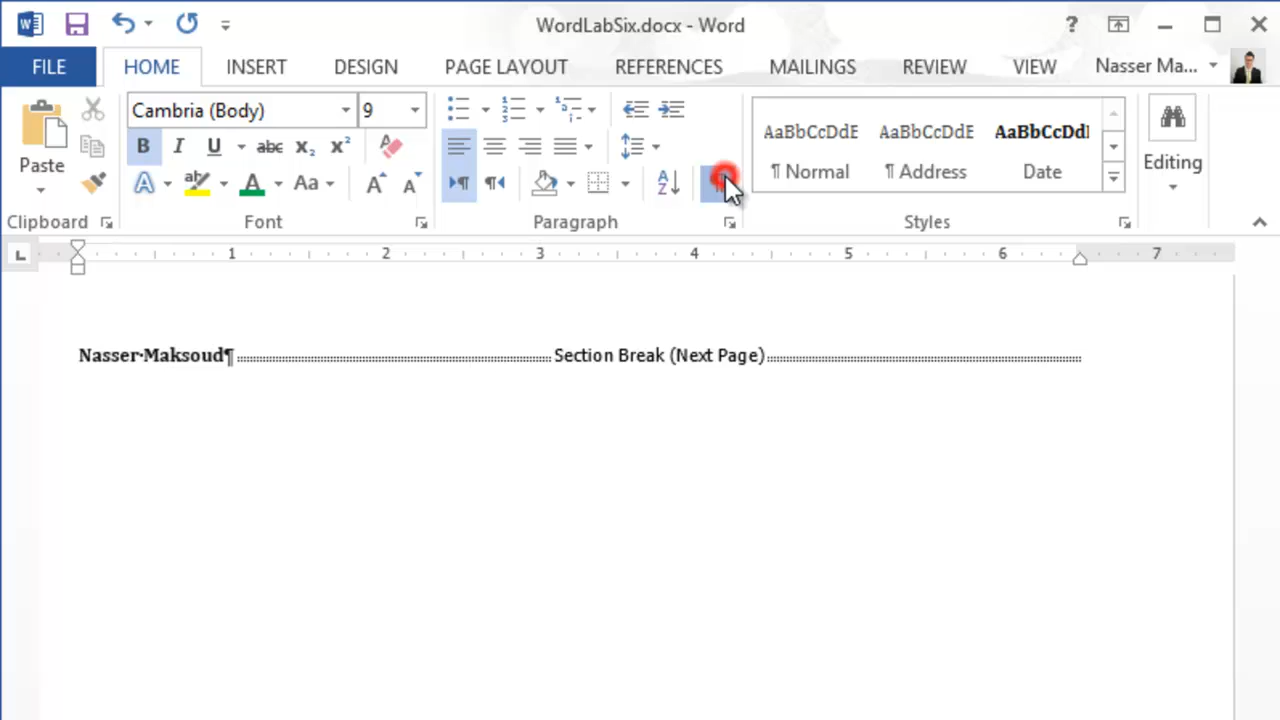 WordLabSix.docx - Word
?
FILE HOME INSERT DESIGN PAGE LAYOUT REFERENCES MAILINGS REVIEW VIEW Nasser Ma...
Cambria (Body) 9
AaBbCcDdE AaBbCcDdE AaBbCcDdI
Paste B I U abc x₂ x² ¶ Normal ¶ Address Date Editing
A ab A Aa A A ¶ ¶ A Z
Clipboard Font Paragraph Styles
L 1 2 3 4 5 6 7
Nasser·Maksoud¶ Section Break (Next Page)